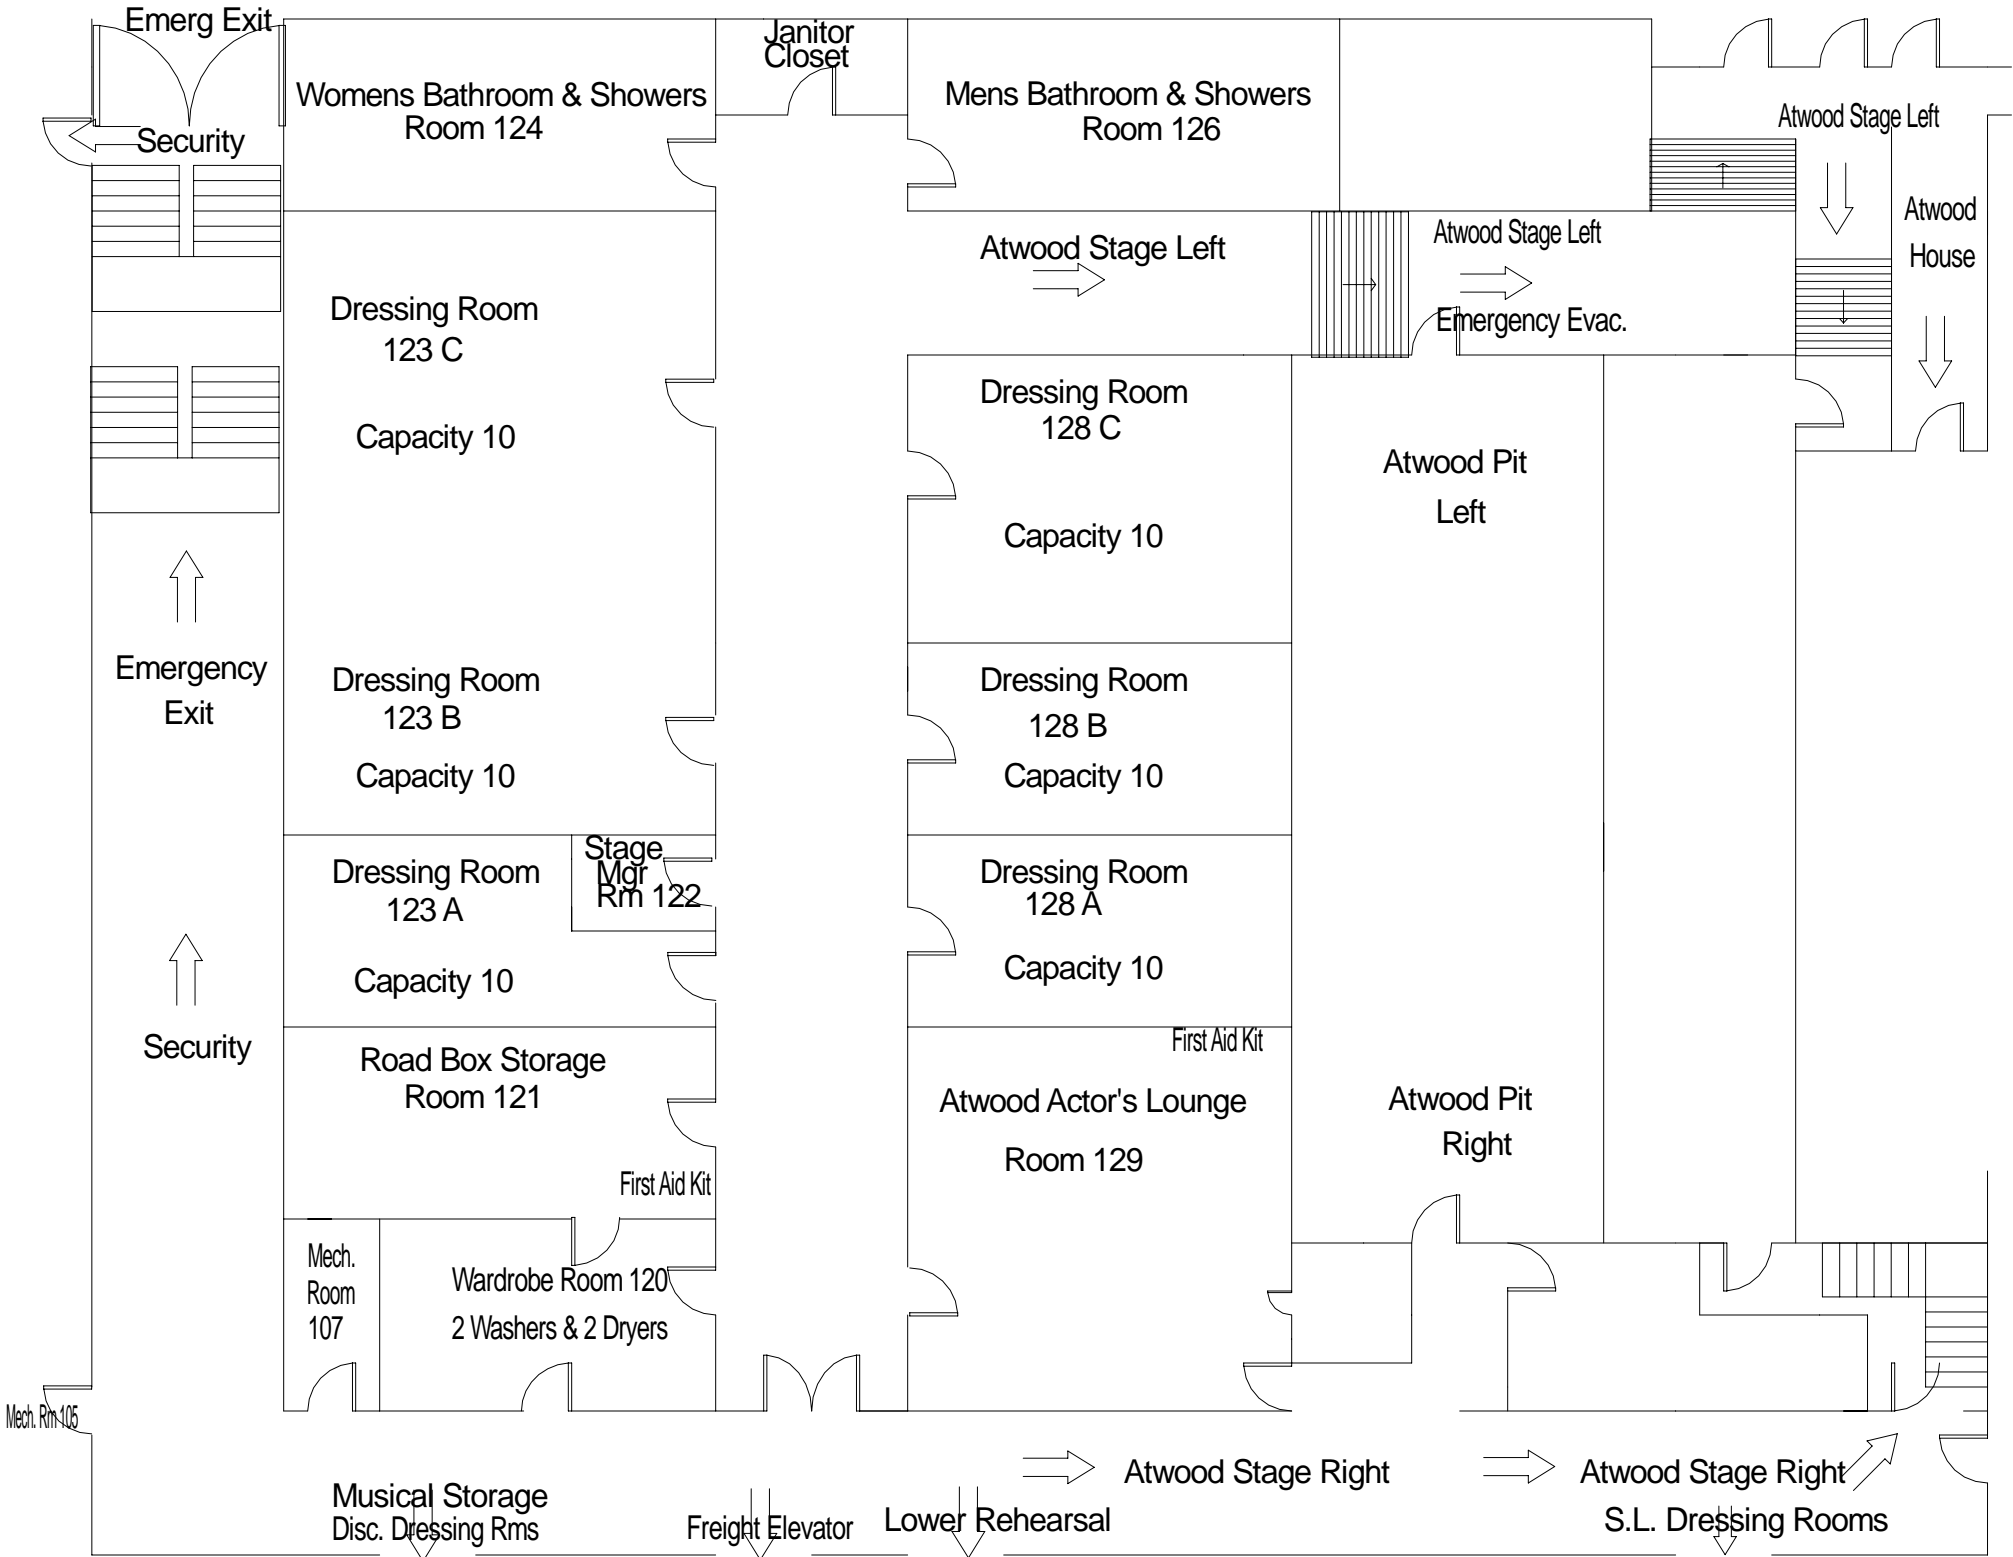 Emerg Exit
Janitor
Closet
Womens Bathroom & Showers
Room 124
Mens Bathroom & Showers
Room 126
Security
Atwood Stage Left
Atwood
House
Atwood Stage Left
Atwood Stage Left
Emergency Evac.
Dressing Room
123 C
Capacity 10
Dressing Room
128 C
Capacity 10
Atwood Pit
Left
Emergency
Exit
Dressing Room
123 B
Capacity 10
Dressing Room
128 B
Capacity 10
Stage
Mgr
Rm 122
Dressing Room
123 A
Capacity 10
Dressing Room
128 A
Capacity 10
Security
Road Box Storage
Room 121
First Aid Kit
First Aid Kit
Atwood Actor's Lounge
Room 129
Atwood Pit
Right
Mech.
Room
107
Wardrobe Room 120
2 Washers & 2 Dryers
Mech. Rm 105
Atwood Stage Right
Atwood Stage Right
S.L. Dressing Rooms
Musical Storage
Disc. Dressing Rms
Freight Elevator
Lower Rehearsal